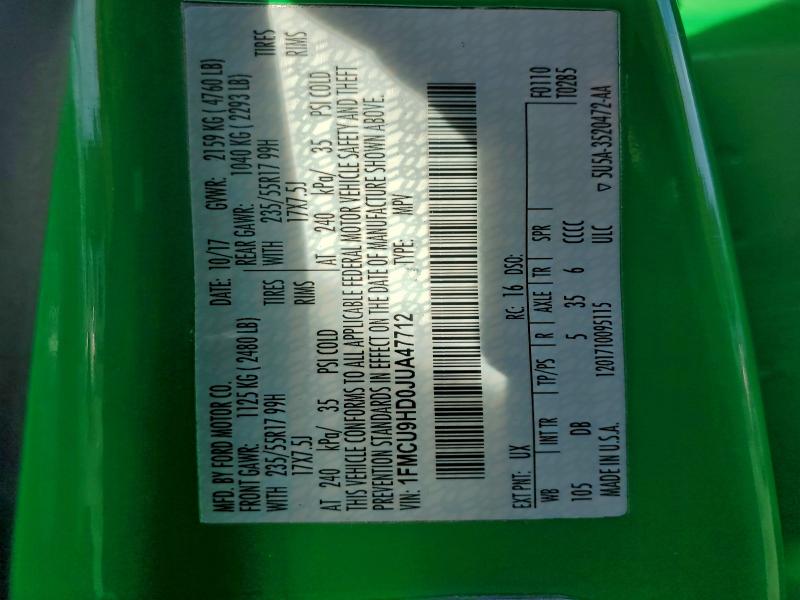 MFD. BY FORD MOTOR CO.
DATE: 10/17 GVWR: 2159 KG ( 4760 LB)
FRONT GAWR: 1125 KG ( 2480 LB) REAR GAWR: 1040 KG ( 2293 LB)
WITH 235/55R17 99H TIRES WITH 235/55R17 99H TIRES
17X7.5J RIMS 17X7.5J RIMS
AT 240 kPa/ 35 PSI COLD AT 240 kPa/ 35 PSI COLD
THIS VEHICLE CONFORMS TO ALL APPLICABLE FEDERAL MOTOR VEHICLE SAFETY AND THEFT
PREVENTION STANDARDS IN EFFECT ON THE DATE OF MANUFACTURE SHOWN ABOVE.
VIN: 1FMCU9HD0JUA47712 TYPE: MPV
EXT PNT: UX RC: 16 DSO: F0110
WB INT TR TP/PS R AXLE TR SPR T0285
105 DB 5 35 6 CCCC
MADE IN U.S.A. 1201710095115 ULC ▽ 5U5A-3520472-AA